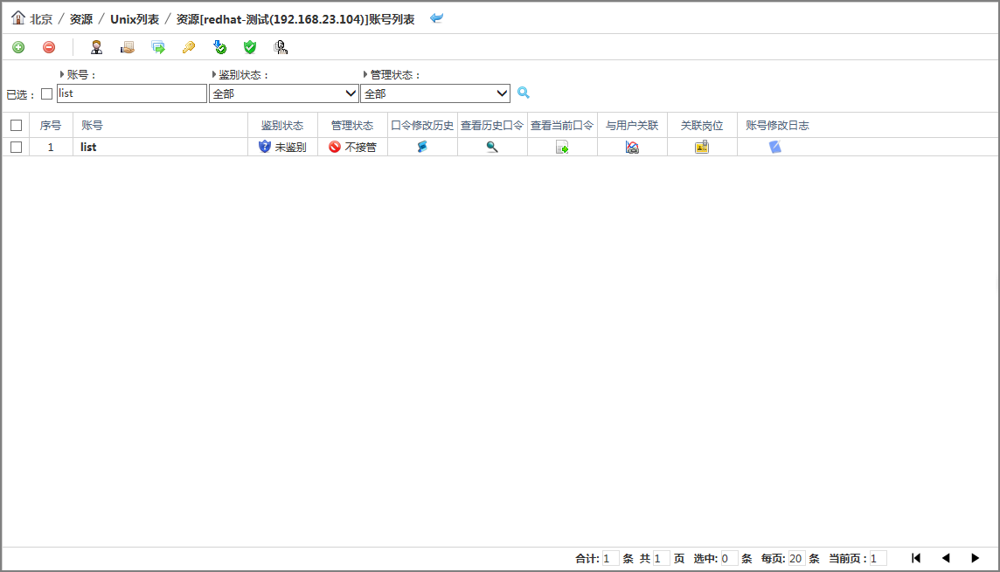 北京 / 资源 / Unix列表 / 资源[redhat-测试(192.168.23.104)]账号列表
账号： 鉴别状态： 管理状态：
已选： list 全部 全部
序号 账号 鉴别状态 管理状态 口令修改历史 查看历史口令 查看当前口令 与用户关联 关联岗位 账号修改日志
1 list 未鉴别 不接管
合计: 1 条 共 1 页 选中: 0 条 每页: 20 条 当前页： 1